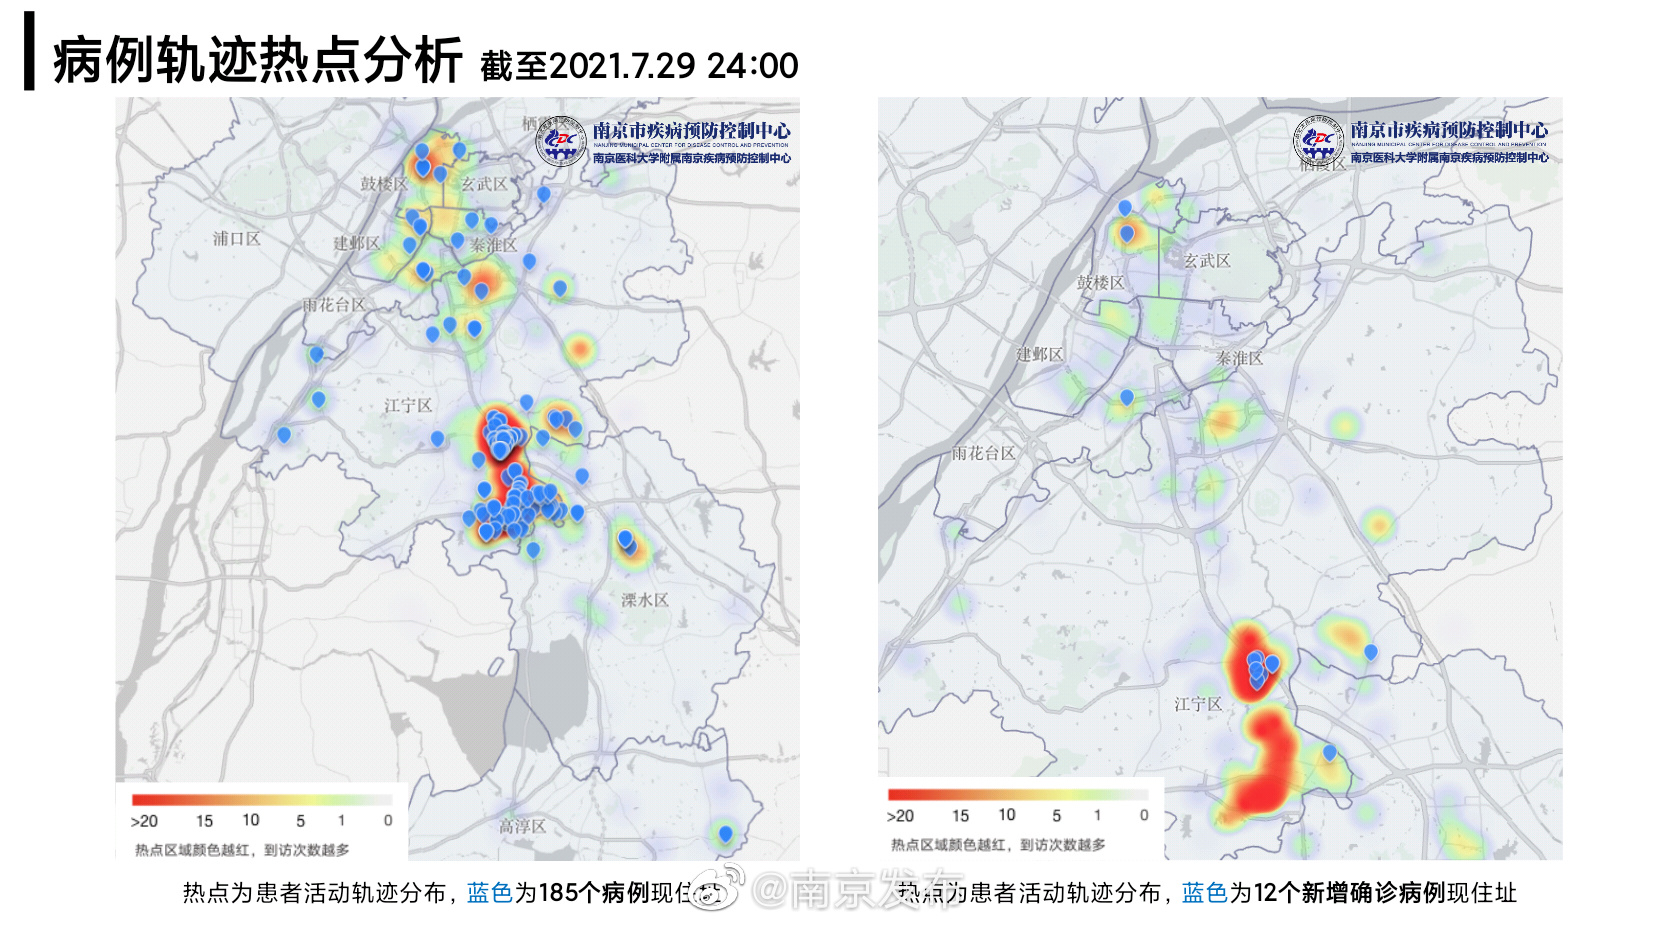 病例轨迹热点分析 截至2021.7.29 24:00
南京市疾病预防控制中心
NANJING MUNICIPAL CENTER FOR DISEASE CONTROL AND PREVENTION
南京医科大学附属南京疾病预防控制中心
鼓楼区
玄武区
浦口区
建邺区
秦淮区
雨花台区
江宁区
溧水区
高淳区
>20 15 10 5 1 0
热点区域颜色越红，到访次数越多
热点为患者活动轨迹分布，蓝色为185个病例现住址
南京市疾病预防控制中心
NANJING MUNICIPAL CENTER FOR DISEASE CONTROL AND PREVENTION
南京医科大学附属南京疾病预防控制中心
栖霞区
玄武区
鼓楼区
建邺区
秦淮区
雨花台区
江宁区
>20 15 10 5 1 0
热点区域颜色越红，到访次数越多
热点为患者活动轨迹分布，蓝色为12个新增确诊病例现住址
@南京发布